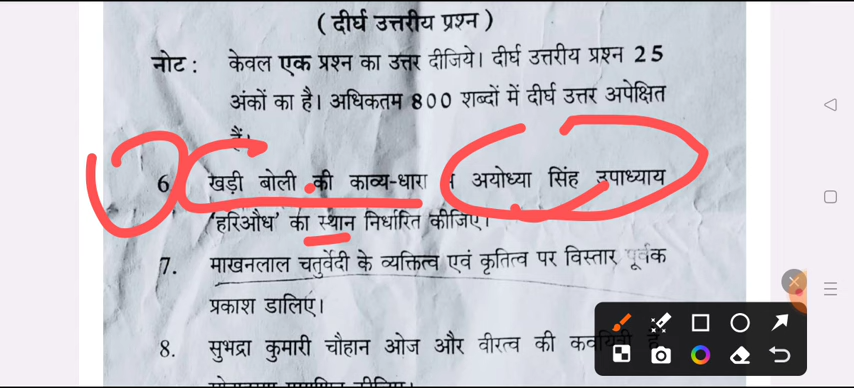 ( दीर्घ उत्तरीय प्रश्न )
नोट : केवल एक प्रश्न का उत्तर दीजिये। दीर्घ उत्तरीय प्रश्न 25
अंकों का है। अधिकतम 800 शब्दों में दीर्घ उत्तर अपेक्षित
हैं।
6 खड़ी बोली की काव्य-धारा अयोध्या सिंह उपाध्याय
'हरिऔध' का स्थान निर्धारित कीजिए।
7. माखनलाल चतुर्वेदी के व्यक्तित्व एवं कृतित्व पर विस्तार पूर्वक
प्रकाश डालिए।
8. सुभद्रा कुमारी चौहान ओज और वीरत्व की